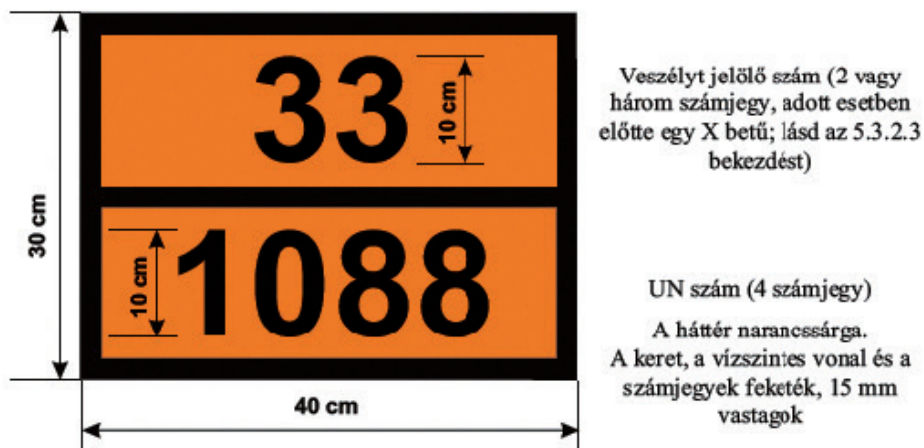 33
10 cm
Veszélyt jelölő szám (2 vagy
három számjegy, adott esetben
előtte egy X betű; lásd az 5.3.2.3
bekezdést)
30 cm
10 cm
1088
UN szám (4 számjegy)
A háttér narancssárga.
A keret, a vízszintes vonal és a
számjegyek feketék, 15 mm
vastagok
40 cm